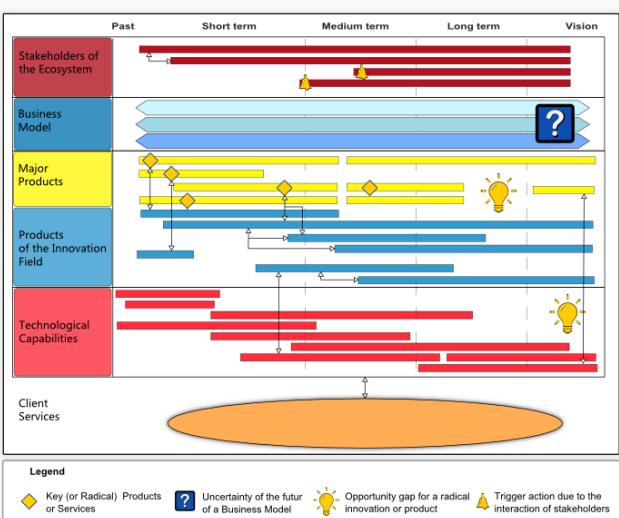 Past Short term Medium term Long term Vision
Stakeholders of
the Ecosystem
Business
Model
?
Major
Products
Products
of the Innovation
Field
Technological
Capabilities
Client
Services
Legend
Key (or Radical) Products
or Services
?
Uncertainty of the futur
of a Business Model
Opportunity gap for a radical
innovation or product
Trigger action due to the
interaction of stakeholders